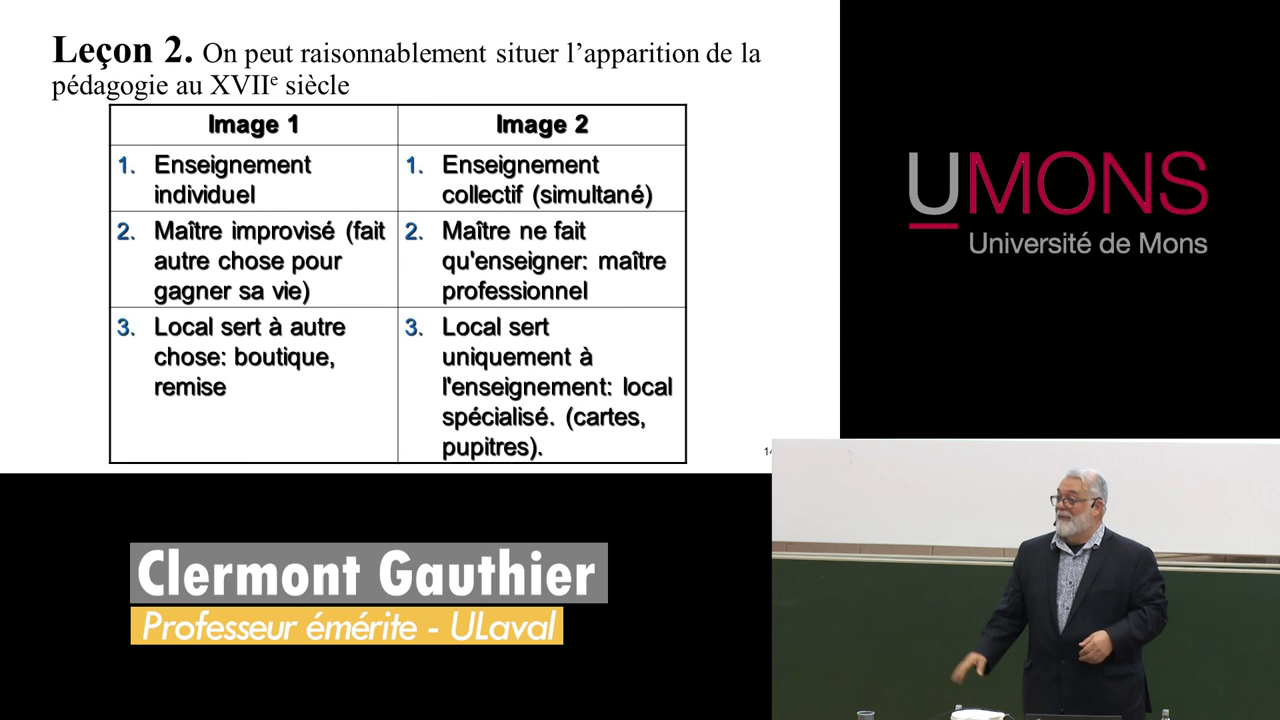 Leçon 2. On peut raisonnablement situer l’apparition de la
pédagogie au XVIIe siècle
Image 1
Image 2
1. Enseignement
individuel
1. Enseignement
collectif (simultané)
2. Maître improvisé (fait
autre chose pour
gagner sa vie)
2. Maître ne fait
qu'enseigner: maître
professionnel
3. Local sert à autre
chose: boutique,
remise
3. Local sert
uniquement à
l'enseignement: local
spécialisé. (cartes,
pupitres).
UMONS
Université de Mons
Clermont Gauthier
Professeur émérite - ULaval